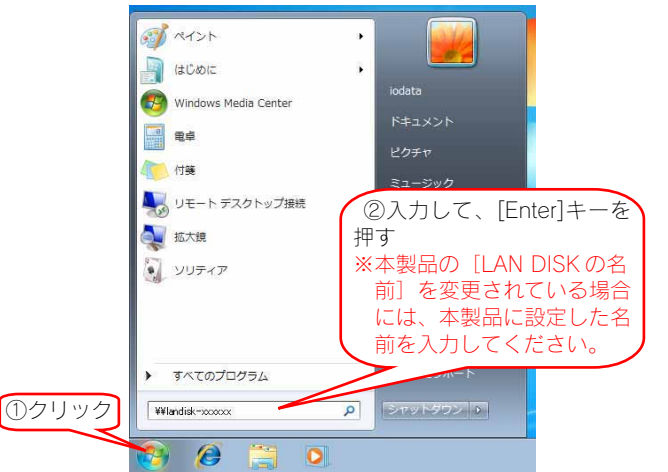 ペイント
はじめに
Windows Media Center
電卓
付箋
リモート デスクトップ接続
拡大鏡
ソリティア
すべてのプログラム
¥¥landisk-xxxxxx
iodata
ドキュメント
ピクチャ
ミュージック
シャットダウン
①クリック
②入力して、[Enter]キーを
押す
※本製品の［LAN DISKの名
前］を変更されている場合
には、本製品に設定した名
前を入力してください。